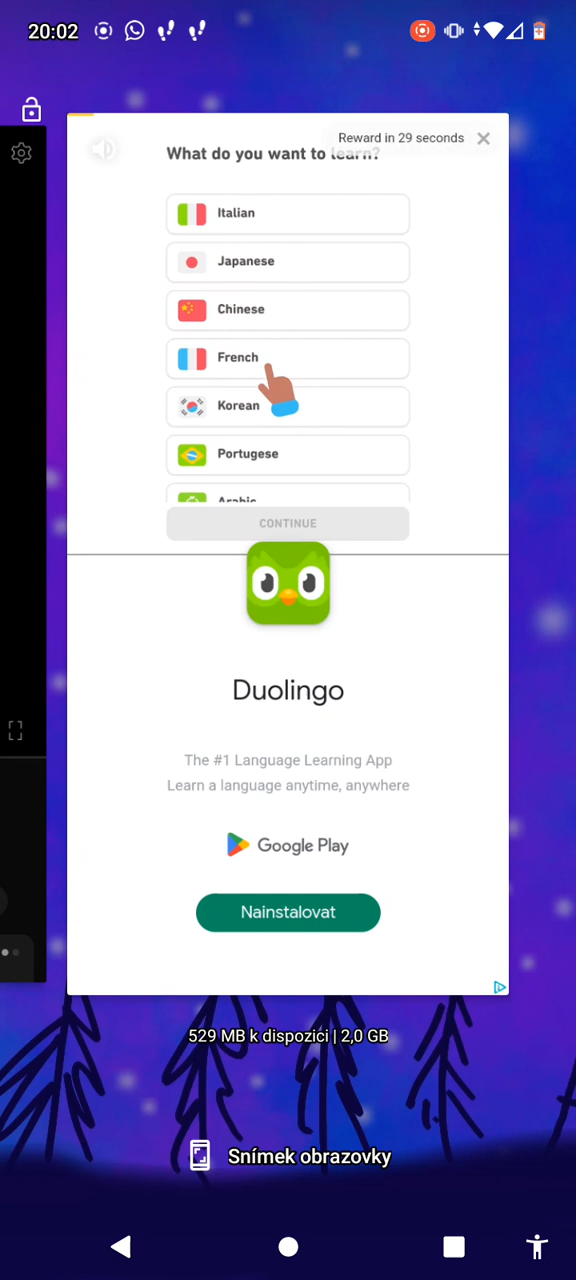 20:02
Reward in 29 seconds
What do you want to learn?
Italian
Japanese
Chinese
French
Korean
Portugese
Arabic
CONTINUE
Duolingo
The #1 Language Learning App
Learn a language anytime, anywhere
Google Play
Nainstalovat
529 MB k dispozici | 2,0 GB
Snímek obrazovky